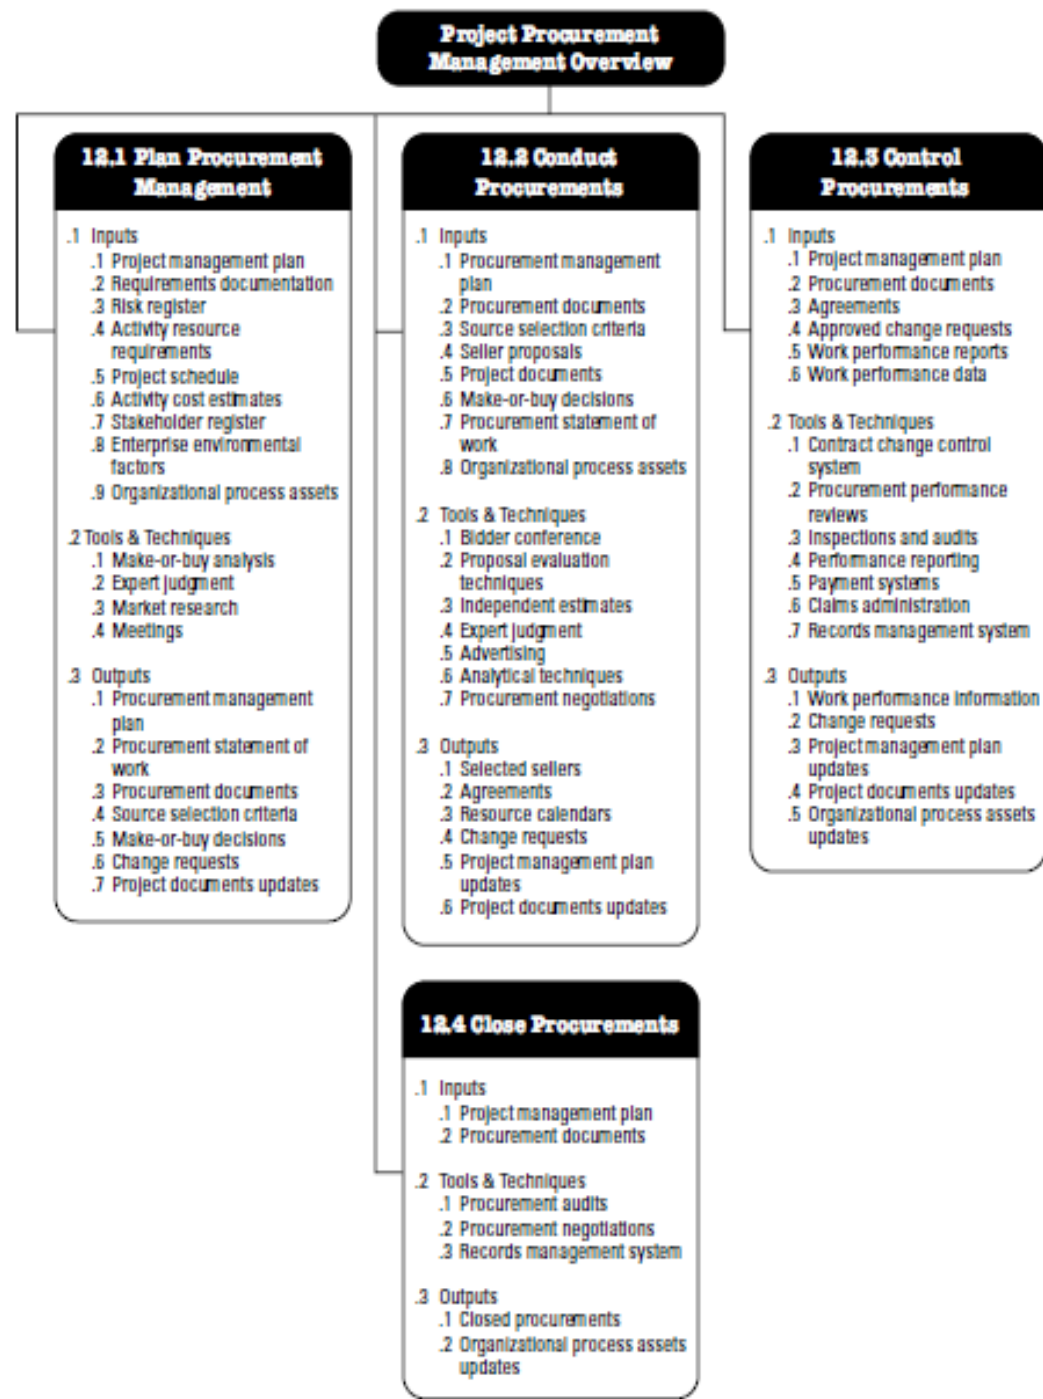 Project Procurement
Management Overview
12.1 Plan Procurement
Management
.1 Inputs
.1 Project management plan
.2 Requirements documentation
.3 Risk register
.4 Activity resource
requirements
.5 Project schedule
.6 Activity cost estimates
.7 Stakeholder register
.8 Enterprise environmental
factors
.9 Organizational process assets
.2 Tools & Techniques
.1 Make-or-buy analysis
.2 Expert judgment
.3 Market research
.4 Meetings
.3 Outputs
.1 Procurement management
plan
.2 Procurement statement of
work
.3 Procurement documents
.4 Source selection criteria
.5 Make-or-buy decisions
.6 Change requests
.7 Project documents updates
12.2 Conduct
Procurements
.1 Inputs
.1 Procurement management
plan
.2 Procurement documents
.3 Source selection criteria
.4 Seller proposals
.5 Project documents
.6 Make-or-buy decisions
.7 Procurement statement of
work
.8 Organizational process assets
.2 Tools & Techniques
.1 Bidder conference
.2 Proposal evaluation
techniques
.3 Independent estimates
.4 Expert judgment
.5 Advertising
.6 Analytical techniques
.7 Procurement negotiations
.3 Outputs
.1 Selected sellers
.2 Agreements
.3 Resource calendars
.4 Change requests
.5 Project management plan
updates
.6 Project documents updates
12.3 Control
Procurements
.1 Inputs
.1 Project management plan
.2 Procurement documents
.3 Agreements
.4 Approved change requests
.5 Work performance reports
.6 Work performance data
.2 Tools & Techniques
.1 Contract change control
system
.2 Procurement performance
reviews
.3 Inspections and audits
.4 Performance reporting
.5 Payment systems
.6 Claims administration
.7 Records management system
.3 Outputs
.1 Work performance information
.2 Change requests
.3 Project management plan
updates
.4 Project documents updates
.5 Organizational process assets
updates
12.4 Close Procurements
.1 Inputs
.1 Project management plan
.2 Procurement documents
.2 Tools & Techniques
.1 Procurement audits
.2 Procurement negotiations
.3 Records management system
.3 Outputs
.1 Closed procurements
.2 Organizational process assets
updates